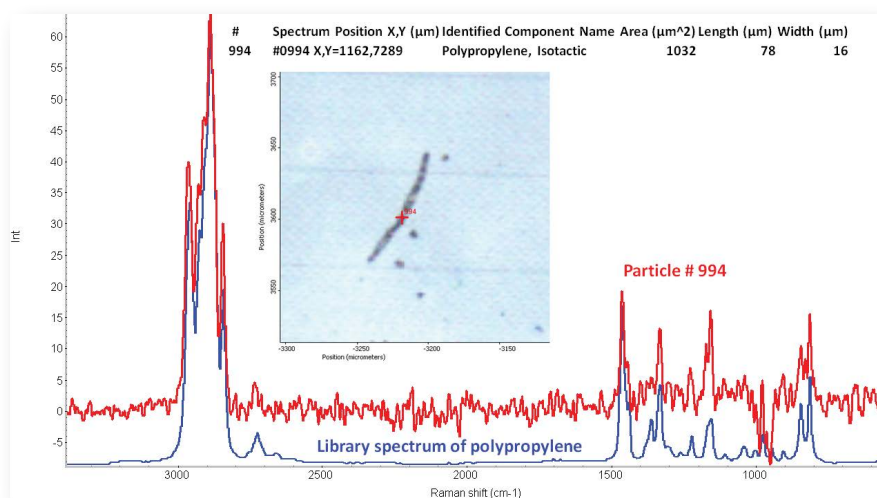 # Spectrum Position X,Y (µm) Identified Component Name Area (µm^2) Length (µm) Width (µm)
994 #0994 X,Y=1162,7289 Polypropylene, Isotactic 1032 78 16
60
55
50
45
40
35
30
25
20
15
10
5
0
-5
Int
3700
3650
3600
3550
Position (micrometers)
994
-3300 -3250 -3200 -3150
Position (micrometers)
Particle # 994
Library spectrum of polypropylene
3000 2500 2000 1500 1000
Raman shift (cm-1)